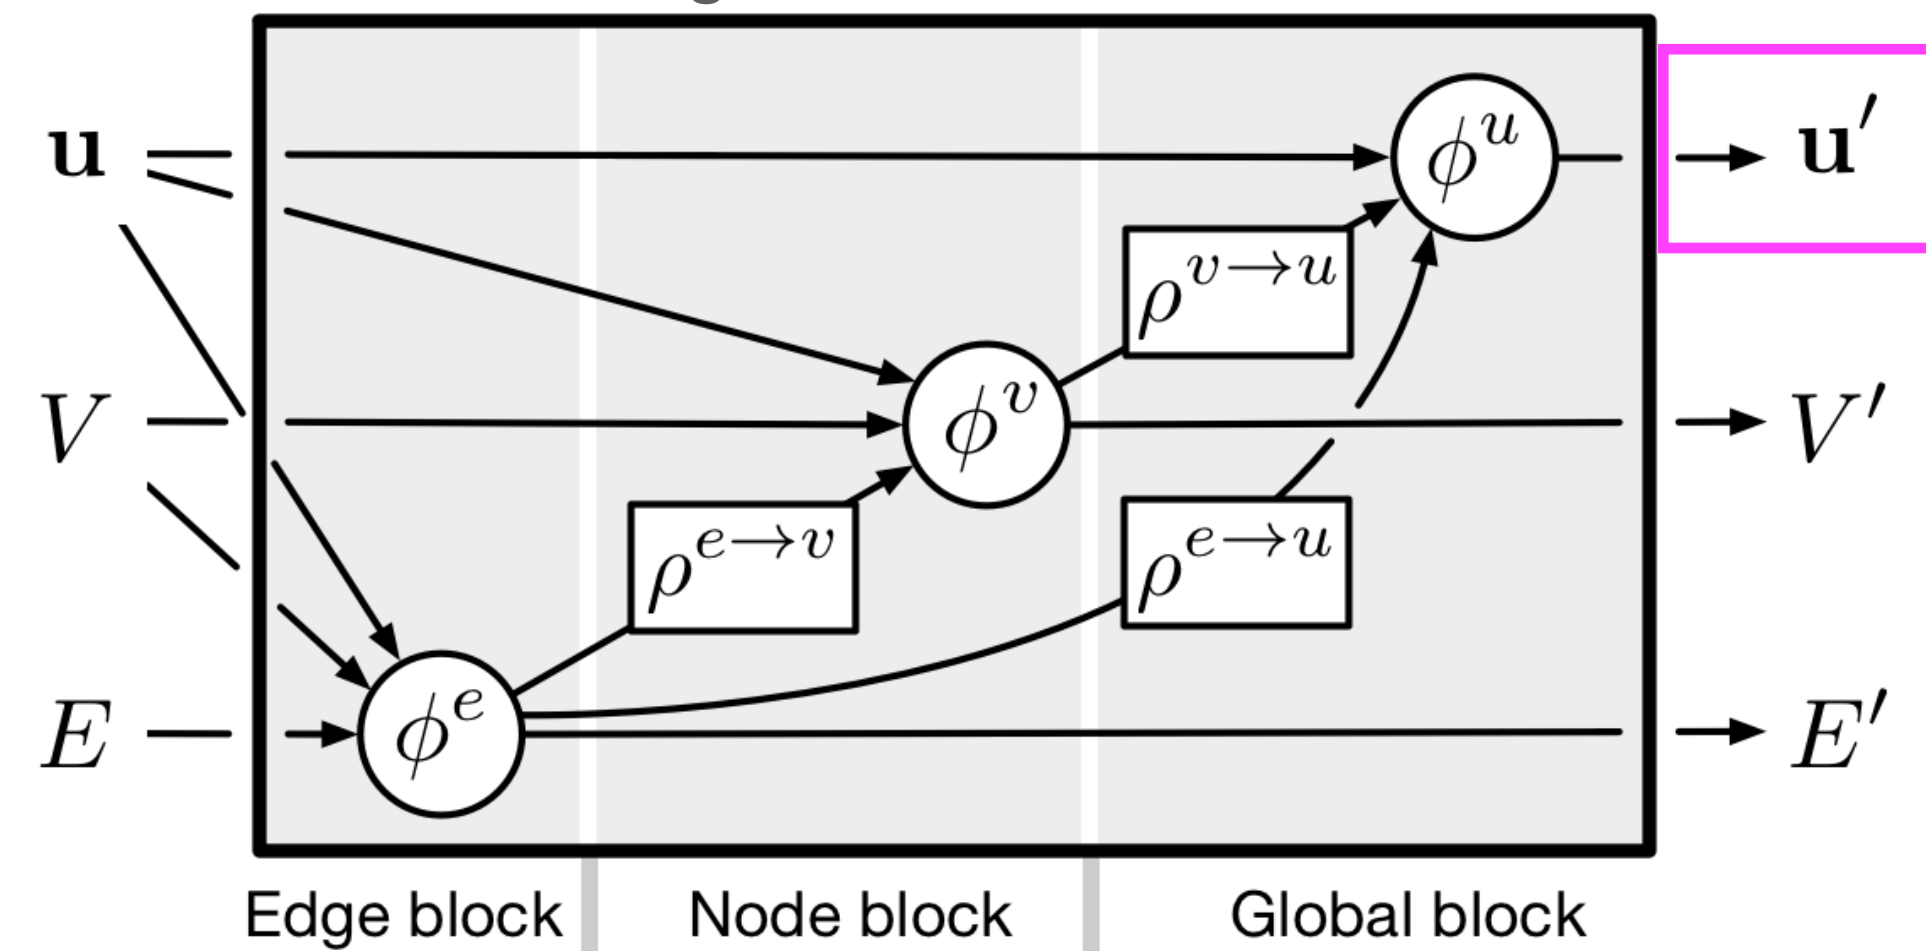 u
ϕ^u
u′
ρ^{v→u}
V
ϕ^v
V′
ρ^{e→v}
ρ^{e→u}
E
ϕ^e
E′
Edge block
Node block
Global block